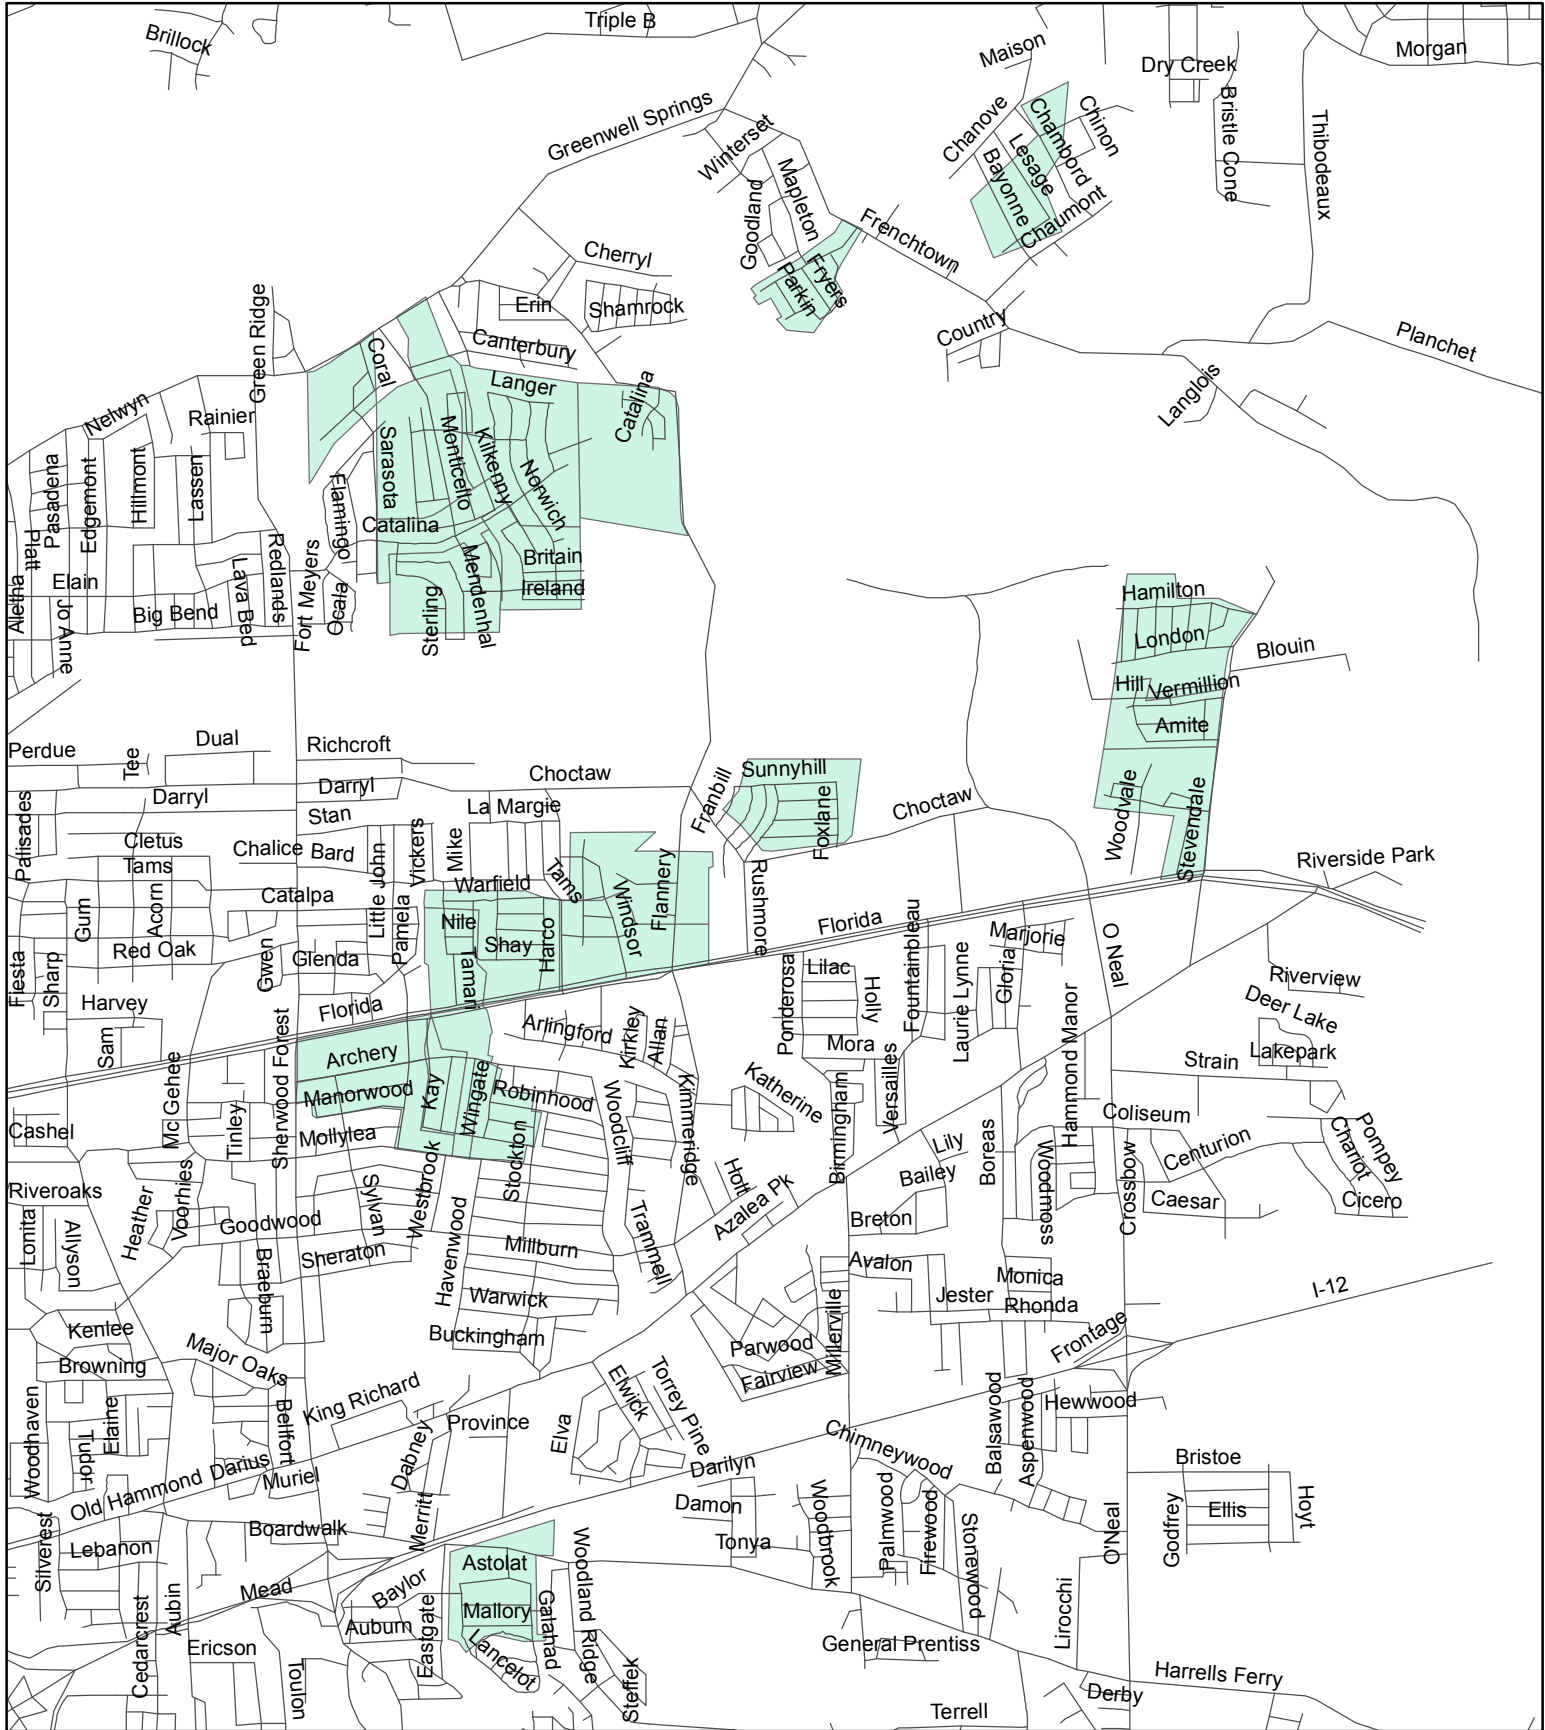 Triple B
Brillock
Maison
Morgan
Dry Creek
Bristle Cone
Thibodeaux
Greenwell Springs
Winterset
Chanove
Chambord
Chinon
Lesage
Bayonne
Chaumont
Goodland
Mapleton
Frenchtown
Parkin
Fryers
Cherryl
Erin
Shamrock
Canterbury
Country
Planchet
Langlois
Green Ridge
Coral
Langer
Catalina
Nelwyn
Rainier
Pasadena
Edgemont
Hillmont
Lassen
Sarasota
Monticello
Kilkenny
Norwich
Flamingo
Catalina
Platt
Elain
Aletha
Jo Anne
Big Bend
Lava Bed
Redlands
Fort Meyers
Ocala
Sterling
Mendenhal
Britain
Ireland
Hamilton
London
Blouin
Hill
Vermillion
Amite
Woodvale
Stevendale
Perdue
Tee
Dual
Richcroft
Darryl
Darryl
Choctaw
Stan
La Margie
Franbill
Sunnyhill
Foxlane
Choctaw
Palisades
Cletus
Tams
Chalice
Bard
Little John
Vickers
Mike
Tams
Warfield
Riverside Park
Gum
Acorn
Catalpa
Pamela
Nile
Shay
Harco
Windsor
Flannery
Rushmore
Florida
Fountainbleau
Marjorie
O Neal
Red Oak
Gwen
Glenda
Taman
Fiesta
Sharp
Harvey
Sam
Florida
Ponderosa
Lilac
Holly
Laurie Lynne
Gloria
Riverview
Deer Lake
Lakepark
Strain
Arlingford
Kirkley
Allan
Mora
Versailles
Hammond Manor
Sherwood Forest
Archery
Manorwood
Kay
Wingate
Robinhood
Woodcliff
Kimmeridge
Katherine
Birmingham
Coliseum
Cashel
Mc Gehee
Tinley
Mollylea
Stockton
Lily
Bailey
Boreas
Woodmoss
Crossbow
Centurion
Pompey
Chariot
Cicero
Caesar
Riveroaks
Lonita
Allyson
Heather
Voorhies
Goodwood
Sylvan
Westbrook
Havenwood
Holt
Azalea Pk
Breton
Braeburn
Sheraton
Millburn
Trammell
Avalon
Monica
Jester
Rhonda
I-12
Warwick
Buckingham
Kenlee
Browning
Major Oaks
Parwood
Fairview
Millerville
Frontage
Woodhaven
Tudor
Elaine
Bellfort
King Richard
Dabney
Province
Elva
Elwick
Torrey Pine
Balsawood
Aspenwood
Hewwood
Chimneywood
Darilyn
Old Hammond
Darius
Muriel
Bristoe
Damon
Tonya
Woodbrook
Palmwood
Firewood
Stonewood
O'Neal
Godfrey
Ellis
Hoyt
Silverest
Lebanon
Boardwalk
Merritt
Astolat
Woodland Ridge
Mead
Baylor
Mallory
Galahad
Lirocchi
Aubin
Cedarcrest
Auburn
Eastgate
Lancelot
General Prentiss
Ericson
Toulon
Steffek
Harrells Ferry
Derby
Terrell